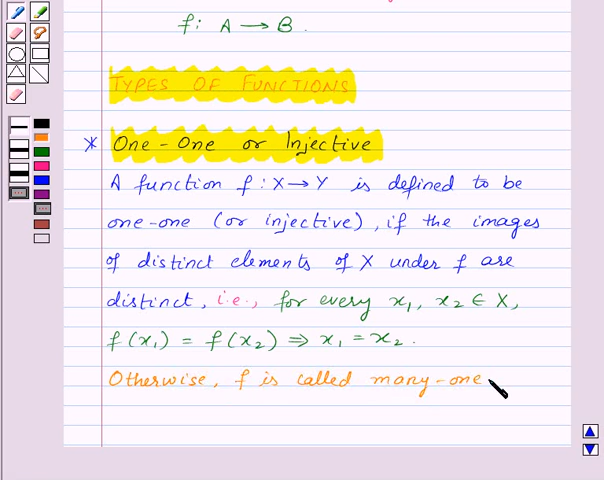 f: A → B.
TYPES OF FUNCTIONS
* One-One or Injective
A function f : X → Y is defined to be
one-one (or injective), if the images
of distinct elements of X under f are
distinct, i.e., for every x₁, x₂ ∈ X,
f(x₁) = f(x₂) ⇒ x₁ = x₂.
Otherwise, f is called many-one